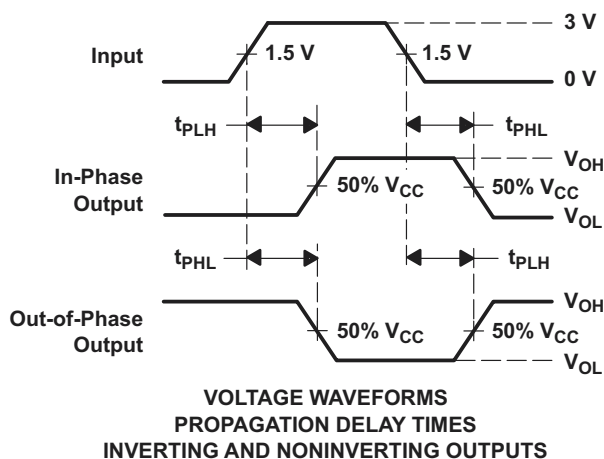 3 V
Input
1.5 V
1.5 V
0 V
tPLH
tPHL
In-Phase
Output
VOH
50% VCC
50% VCC
VOL
tPHL
tPLH
Out-of-Phase
Output
VOH
50% VCC
50% VCC
VOL
VOLTAGE WAVEFORMS
PROPAGATION DELAY TIMES
INVERTING AND NONINVERTING OUTPUTS